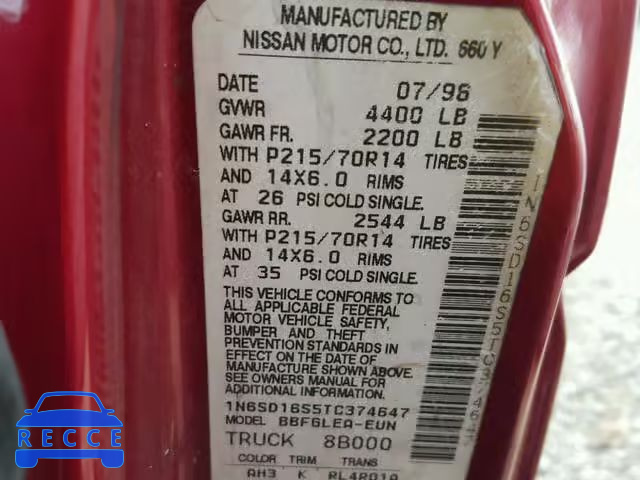 MANUFACTURED BY
NISSAN MOTOR CO., LTD. 660 Y
DATE 07/96
GVWR 4400 LB
GAWR FR. 2200 LB
WITH P215/70R14 TIRES
AND 14X6.0 RIMS
AT 26 PSI COLD SINGLE.
GAWR RR. 2544 LB
WITH P215/70R14 TIRES
AND 14X6.0 RIMS
AT 35 PSI COLD SINGLE.
THIS VEHICLE CONFORMS TO
ALL APPLICABLE FEDERAL
MOTOR VEHICLE SAFETY,
BUMPER AND THEFT
PREVENTION STANDARDS IN
EFFECT ON THE DATE OF
MANUFACTURE SHOWN ABOVE.
SEE OWNERS MANUAL FOR
ADDITIONAL INFORMATION.
1N6SD16S5TC374647
MODEL BBF6LEA-EUN
TRUCK 8B000
COLOR TRIM TRANS
AH3 K RL4R01A
1N6SD16S5TC374647
RECCE